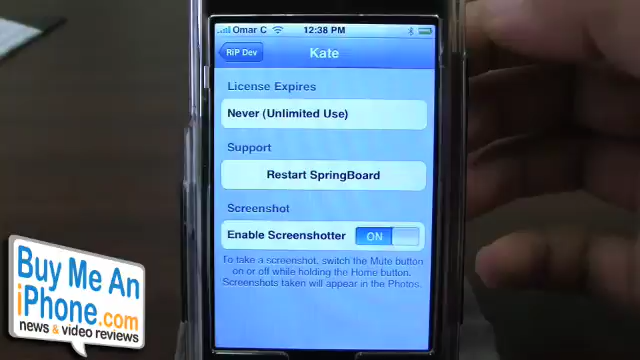 Omar C 12:38 PM
RiP Dev
Kate
License Expires
Never (Unlimited Use)
Support
Restart SpringBoard
Screenshot
Enable Screenshotter ON
To take a screenshot, switch the Mute button
on or off while holding the Home button.
Screenshots taken will appear in the Photos.
Buy Me An
iPhone.com
news & video reviews